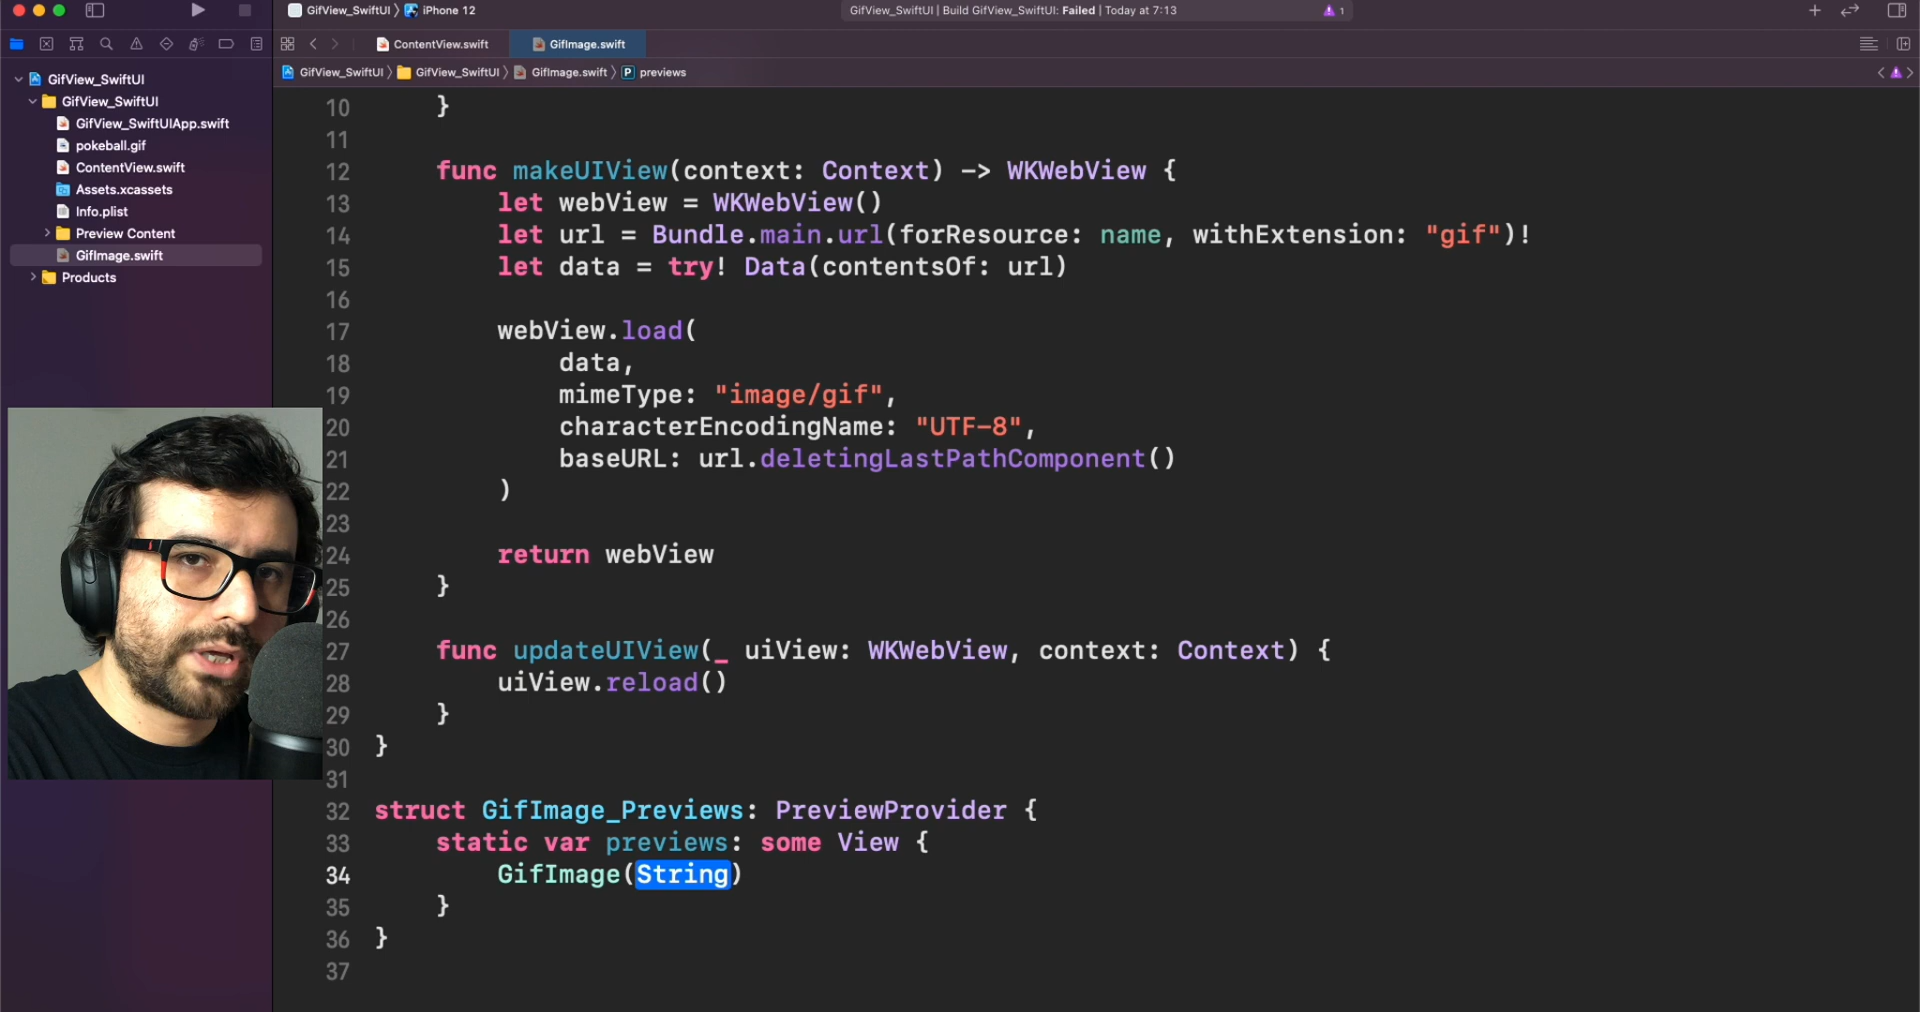 GifView_SwiftUI
iPhone 12
GifView_SwiftUI | Build GifView_SwiftUI: Failed | Today at 7:13
1
ContentView.swift
GifImage.swift
GifView_SwiftUI
GifView_SwiftUI
GifImage.swift
P
previews
GifView_SwiftUI
GifView_SwiftUI
GifView_SwiftUIApp.swift
pokeball.gif
ContentView.swift
Assets.xcassets
Info.plist
Preview Content
GifImage.swift
Products
10 }
11
12 func makeUIView(context: Context) -> WKWebView {
13 let webView = WKWebView()
14 let url = Bundle.main.url(forResource: name, withExtension: "gif")!
15 let data = try! Data(contentsOf: url)
16
17 webView.load(
18 data,
19 mimeType: "image/gif",
20 characterEncodingName: "UTF-8",
21 baseURL: url.deletingLastPathComponent()
22 )
23
24 return webView
25 }
26
27 func updateUIView(_ uiView: WKWebView, context: Context) {
28 uiView.reload()
29 }
30 }
31
32 struct GifImage_Previews: PreviewProvider {
33 static var previews: some View {
34 GifImage(String)
35 }
36 }
37